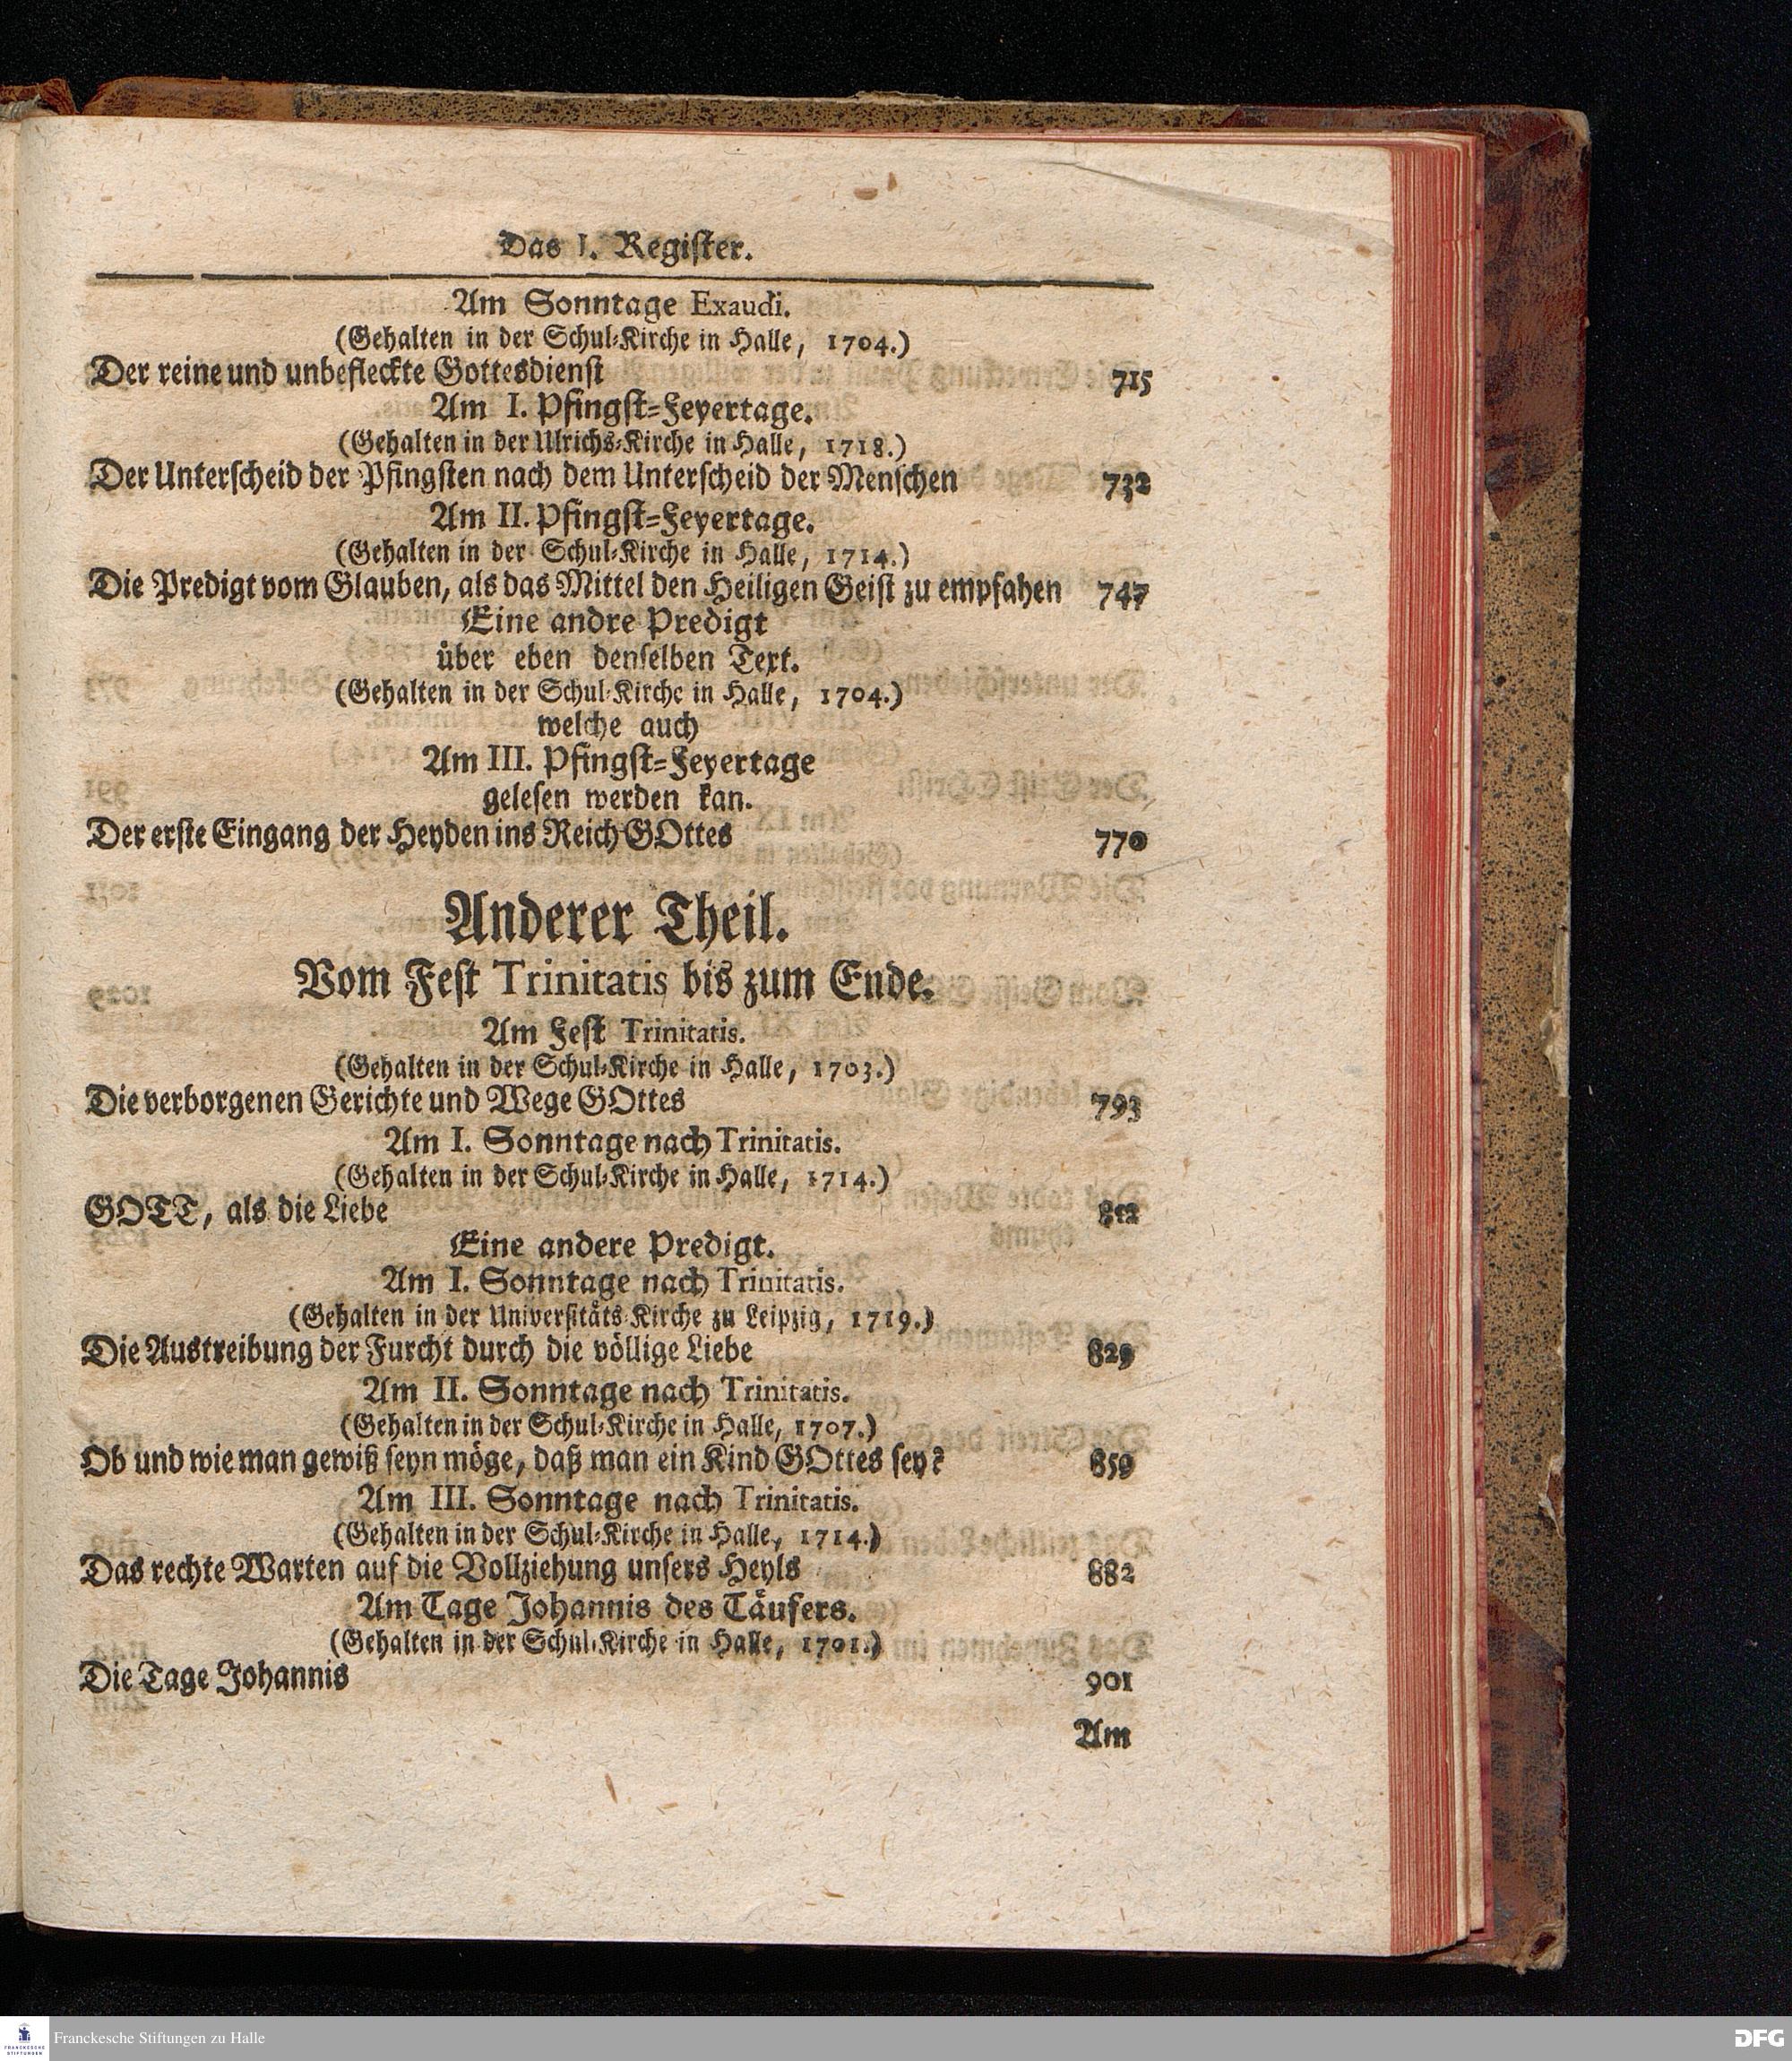 Das I. Register.
Am Sonntage Exaudi.
(Gehalten in der Schul-Kirche in Halle, 1704.)
Der reine und unbefleckte Gottesdienst 715
Am I. Pfingst-Feyertage.
(Gehalten in der Ulrichs-Kirche in Halle, 1718.)
Der Unterscheid der Pfingsten nach dem Unterscheid der Menschen 732
Am II. Pfingst-Feyertage.
(Gehalten in der Schul-Kirche in Halle, 1714.)
Die Predigt vom Glauben, als das Mittel den Heiligen Geist zu empfahen 747
Eine andre Predigt
über eben denselben Text.
(Gehalten in der Schul-Kirche in Halle, 1704.)
welche auch
Am III. Pfingst-Feyertage
gelesen werden kan.
Der erste Eingang der Heyden ins Reich GOttes 770
Anderer Theil.
Vom Fest Trinitatis bis zum Ende.
Am Fest Trinitatis.
(Gehalten in der Schul-Kirche in Halle, 1703.)
Die verborgenen Gerichte und Wege GOttes 793
Am I. Sonntage nach Trinitatis.
(Gehalten in der Schul-Kirche in Halle, 1714.)
GOTT, als die Liebe 812
Eine andere Predigt.
Am I. Sonntage nach Trinitatis.
(Gehalten in der Universitäts-Kirche zu Leipzig, 1719.)
Die Austreibung der Furcht durch die völlige Liebe 829
Am II. Sonntage nach Trinitatis.
(Gehalten in der Schul-Kirche in Halle, 1707.)
Ob und wie man gewiß seyn möge, daß man ein Kind GOttes sey? 859
Am III. Sonntage nach Trinitatis.
(Gehalten in der Schul-Kirche in Halle, 1714.)
Das rechte Warten auf die Vollziehung unsers Heyls 882
Am Tage Johannis des Täufers.
(Gehalten in der Schul-Kirche in Halle, 1701.)
Die Tage Johannis 901
Am
FRANCKESCHE STIFTUNGEN
Franckesche Stiftungen zu Halle
DFG